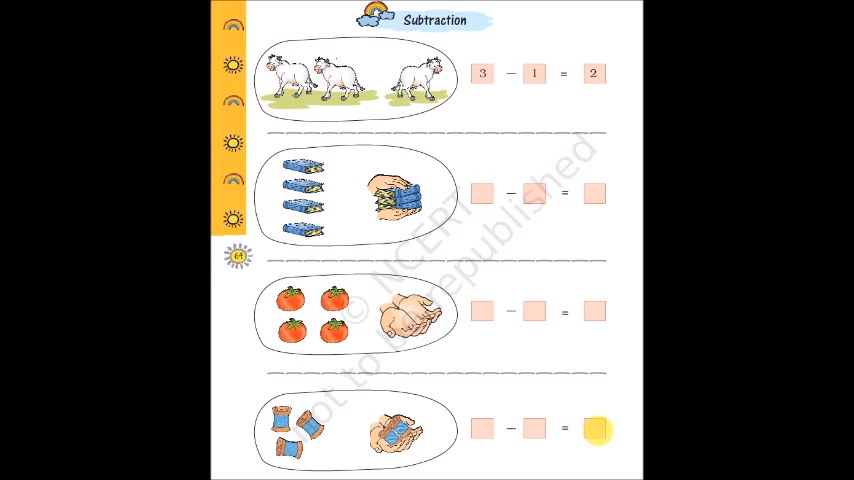 Subtraction
3 – 1 = 2
– =
64
© NCERT
not to be republished
– =
– =